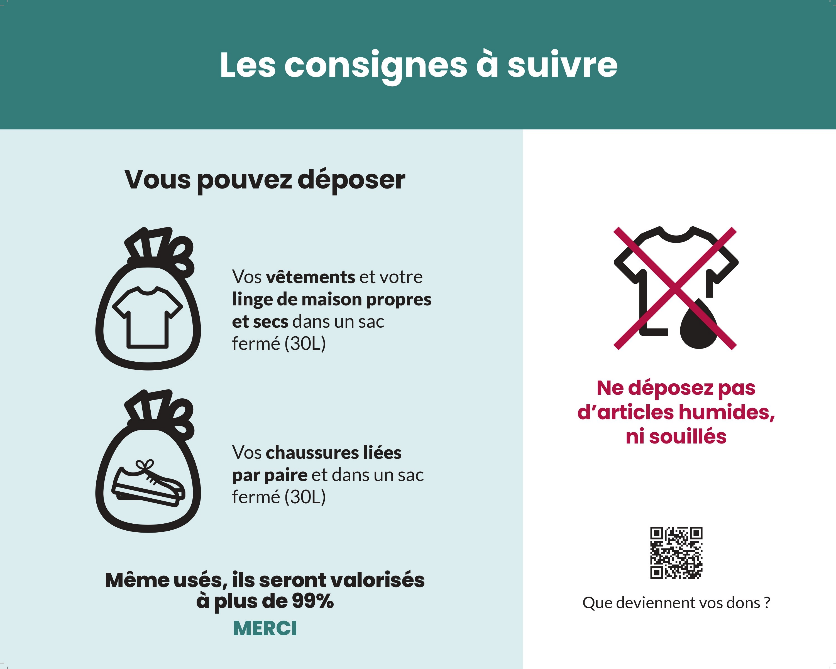 Les consignes à suivre
Vous pouvez déposer
Vos vêtements et votre
linge de maison propres
et secs dans un sac
fermé (30L)
Vos chaussures liées
par paire et dans un sac
fermé (30L)
Même usés, ils seront valorisés
à plus de 99%
MERCI
Ne déposez pas
d'articles humides,
ni souillés
Que deviennent vos dons ?